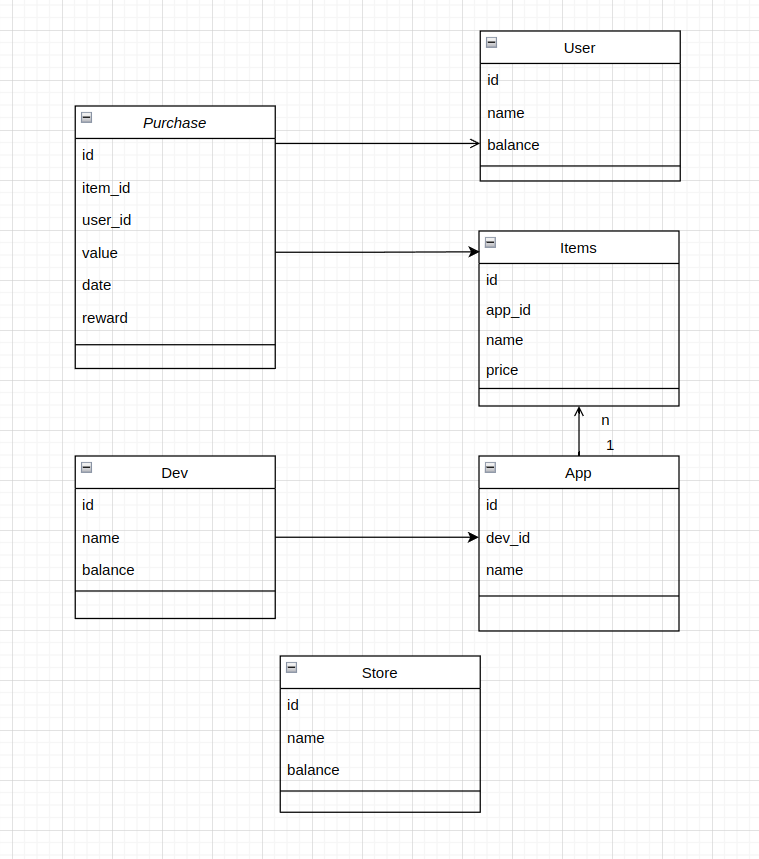 User
id
name
balance
Purchase
id
item_id
user_id
value
date
reward
Items
id
app_id
name
price
n
1
Dev
id
name
balance
App
id
dev_id
name
Store
id
name
balance